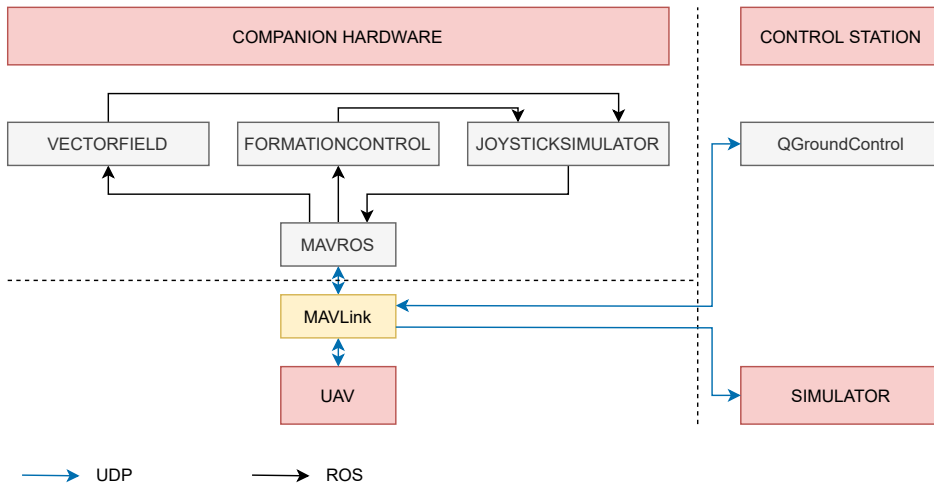 COMPANION HARDWARE
CONTROL STATION
VECTORFIELD
FORMATIONCONTROL
JOYSTICKSIMULATOR
QGroundControl
MAVROS
MAVLink
UAV
SIMULATOR
UDP
ROS